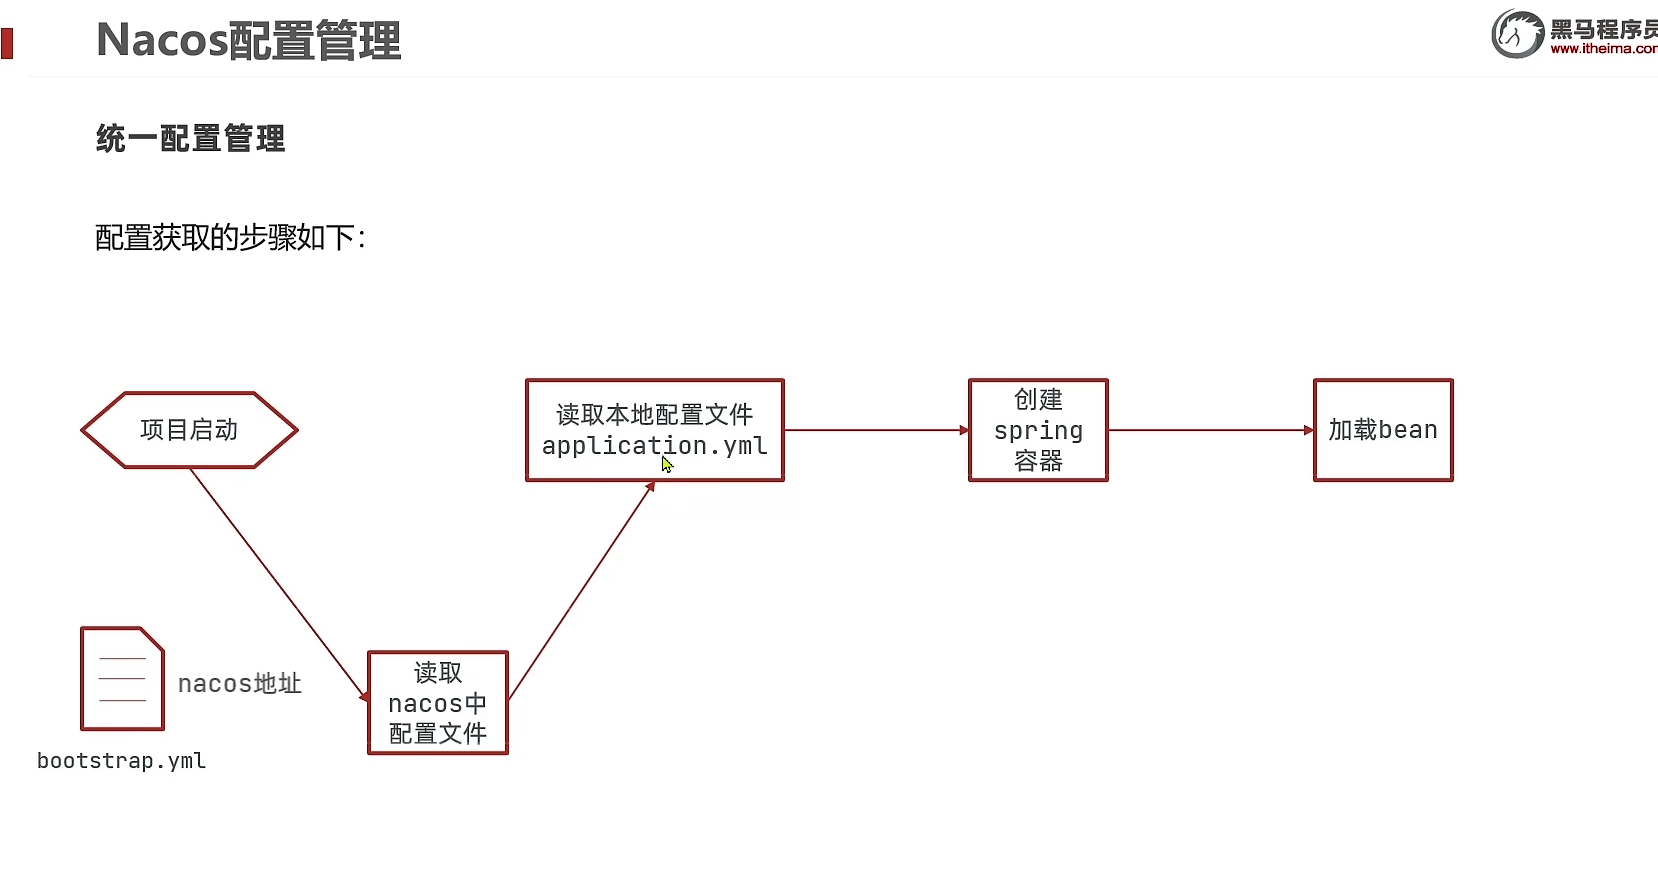 Nacos配置管理
黑马程序员
www.itheima.com
统一配置管理
配置获取的步骤如下：
项目启动
读取本地配置文件
application.yml
创建
spring
容器
加载bean
nacos地址
bootstrap.yml
读取
nacos中
配置文件